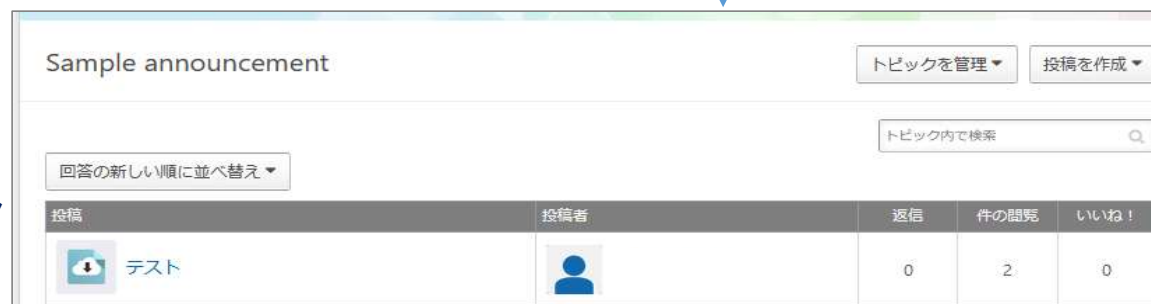 Sample announcement
トピックを管理
投稿を作成
トピック内で検索
回答の新しい順に並べ替え
投稿 投稿者 返信 件の閲覧 いいね！
テスト 0 2 0